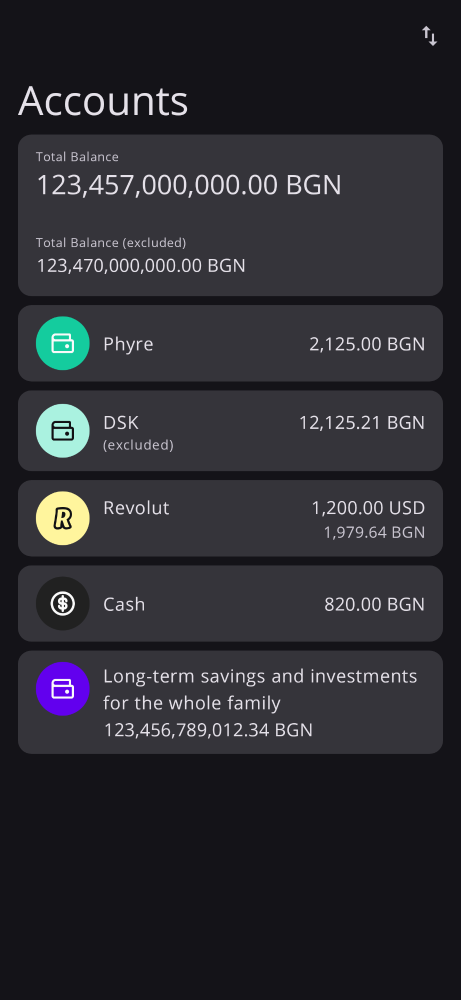 Accounts
Total Balance
123,457,000,000.00 BGN
Total Balance (excluded)
123,470,000,000.00 BGN
Phyre
2,125.00 BGN
DSK
12,125.21 BGN
(excluded)
R
Revolut
1,200.00 USD
1,979.64 BGN
$
Cash
820.00 BGN
Long-term savings and investments
for the whole family
123,456,789,012.34 BGN